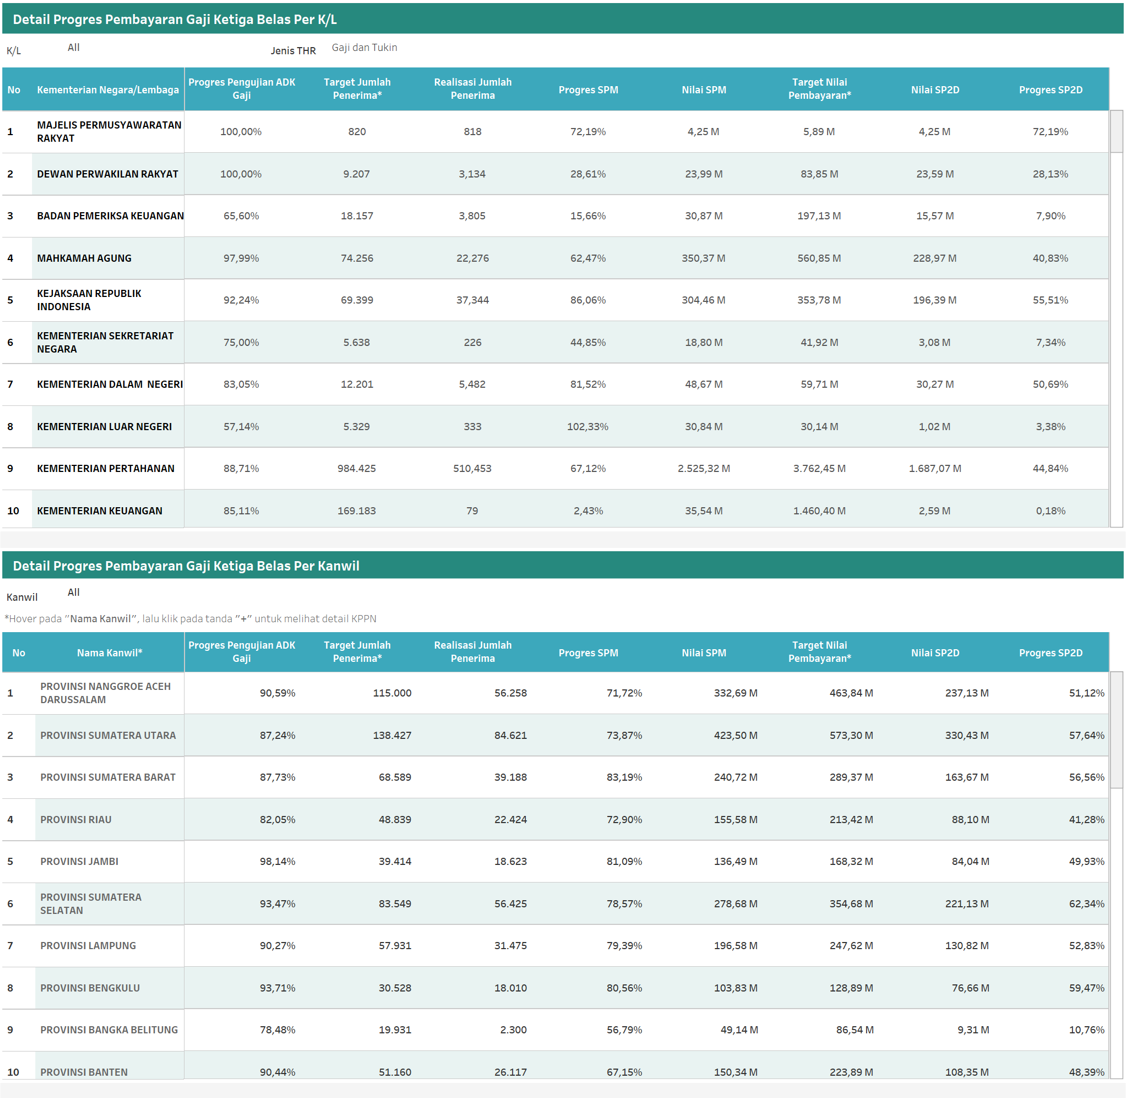 Detail Progres Pembayaran Gaji Ketiga Belas Per K/L
K/L All Jenis THR Gaji dan Tukin
No Kementerian Negara/Lembaga Progres Pengujian ADK Gaji Target Jumlah Penerima* Realisasi Jumlah Penerima Progres SPM Nilai SPM Target Nilai Pembayaran* Nilai SP2D Progres SP2D
1 MAJELIS PERMUSYAWARATAN RAKYAT 100,00% 820 818 72,19% 4,25 M 5,89 M 4,25 M 72,19%
2 DEWAN PERWAKILAN RAKYAT 100,00% 9.207 3,134 28,61% 23,99 M 83,85 M 23,59 M 28,13%
3 BADAN PEMERIKSA KEUANGAN 65,60% 18.157 3,805 15,66% 30,87 M 197,13 M 15,57 M 7,90%
4 MAHKAMAH AGUNG 97,99% 74.256 22,276 62,47% 350,37 M 560,85 M 228,97 M 40,83%
5 KEJAKSAAN REPUBLIK INDONESIA 92,24% 69.399 37,344 86,06% 304,46 M 353,78 M 196,39 M 55,51%
6 KEMENTERIAN SEKRETARIAT NEGARA 75,00% 5.638 226 44,85% 18,80 M 41,92 M 3,08 M 7,34%
7 KEMENTERIAN DALAM NEGERI 83,05% 12.201 5,482 81,52% 48,67 M 59,71 M 30,27 M 50,69%
8 KEMENTERIAN LUAR NEGERI 57,14% 5.329 333 102,33% 30,84 M 30,14 M 1,02 M 3,38%
9 KEMENTERIAN PERTAHANAN 88,71% 984.425 510,453 67,12% 2.525,32 M 3.762,45 M 1.687,07 M 44,84%
10 KEMENTERIAN KEUANGAN 85,11% 169.183 79 2,43% 35,54 M 1.460,40 M 2,59 M 0,18%
Detail Progres Pembayaran Gaji Ketiga Belas Per Kanwil
Kanwil All
*Hover pada "Nama Kanwil", lalu klik pada tanda "+" untuk melihat detail KPPN
No Nama Kanwil* Progres Pengujian ADK Gaji Target Jumlah Penerima* Realisasi Jumlah Penerima Progres SPM Nilai SPM Target Nilai Pembayaran* Nilai SP2D Progres SP2D
1 PROVINSI NANGGROE ACEH DARUSSALAM 90,59% 115.000 56.258 71,72% 332,69 M 463,84 M 237,13 M 51,12%
2 PROVINSI SUMATERA UTARA 87,24% 138.427 84.621 73,87% 423,50 M 573,30 M 330,43 M 57,64%
3 PROVINSI SUMATERA BARAT 87,73% 68.589 39.188 83,19% 240,72 M 289,37 M 163,67 M 56,56%
4 PROVINSI RIAU 82,05% 48.839 22.424 72,90% 155,58 M 213,42 M 88,10 M 41,28%
5 PROVINSI JAMBI 98,14% 39.414 18.623 81,09% 136,49 M 168,32 M 84,04 M 49,93%
6 PROVINSI SUMATERA SELATAN 93,47% 83.549 56.425 78,57% 278,68 M 354,68 M 221,13 M 62,34%
7 PROVINSI LAMPUNG 90,27% 57.931 31.475 79,39% 196,58 M 247,62 M 130,82 M 52,83%
8 PROVINSI BENGKULU 93,71% 30.528 18.010 80,56% 103,83 M 128,89 M 76,66 M 59,47%
9 PROVINSI BANGKA BELITUNG 78,48% 19.931 2.300 56,79% 49,14 M 86,54 M 9,31 M 10,76%
10 PROVINSI BANTEN 90,44% 51.160 26.117 67,15% 150,34 M 223,89 M 108,35 M 48,39%